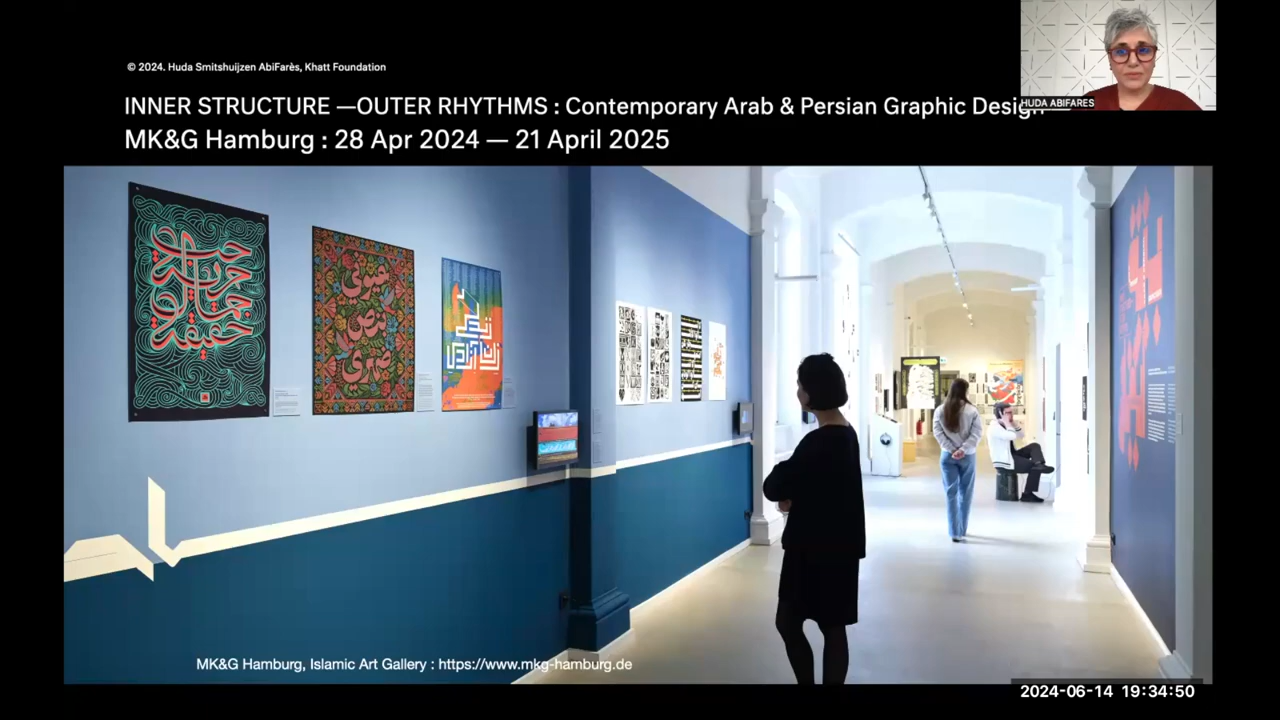 © 2024. Huda Smitshuijzen AbiFarès, Khatt Foundation
INNER STRUCTURE —OUTER RHYTHMS : Contemporary Arab & Persian Graphic Design
MK&G Hamburg : 28 Apr 2024 — 21 April 2025
HUDA ABIFARES
MK&G Hamburg, Islamic Art Gallery : https://www.mkg-hamburg.de
2024-06-14 19:34:50